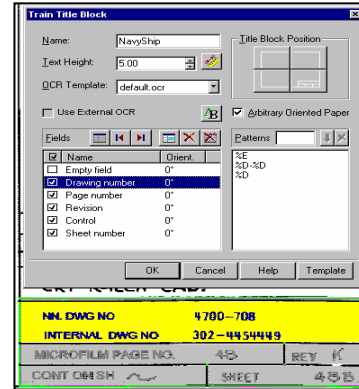 Train Title Block
Name: NavyShip
Title Block Position
Text Height: 5.00
OCR Template: default.ocr
Use External OCR
Arbitrary Oriented Paper
Fields
Patterns
Name Orient.
Empty field 0°
Drawing number 0°
Page number 0°
Revision 0°
Control 0°
Sheet number 0°
%E
%D-%D
%D
OK Cancel Help Template
NN. DWG NO 4700-708
INTERNAL DWG NO 302-4454449
MICROFILM PAGE NO. 45 REV K
CONT ON SH SHEET 458